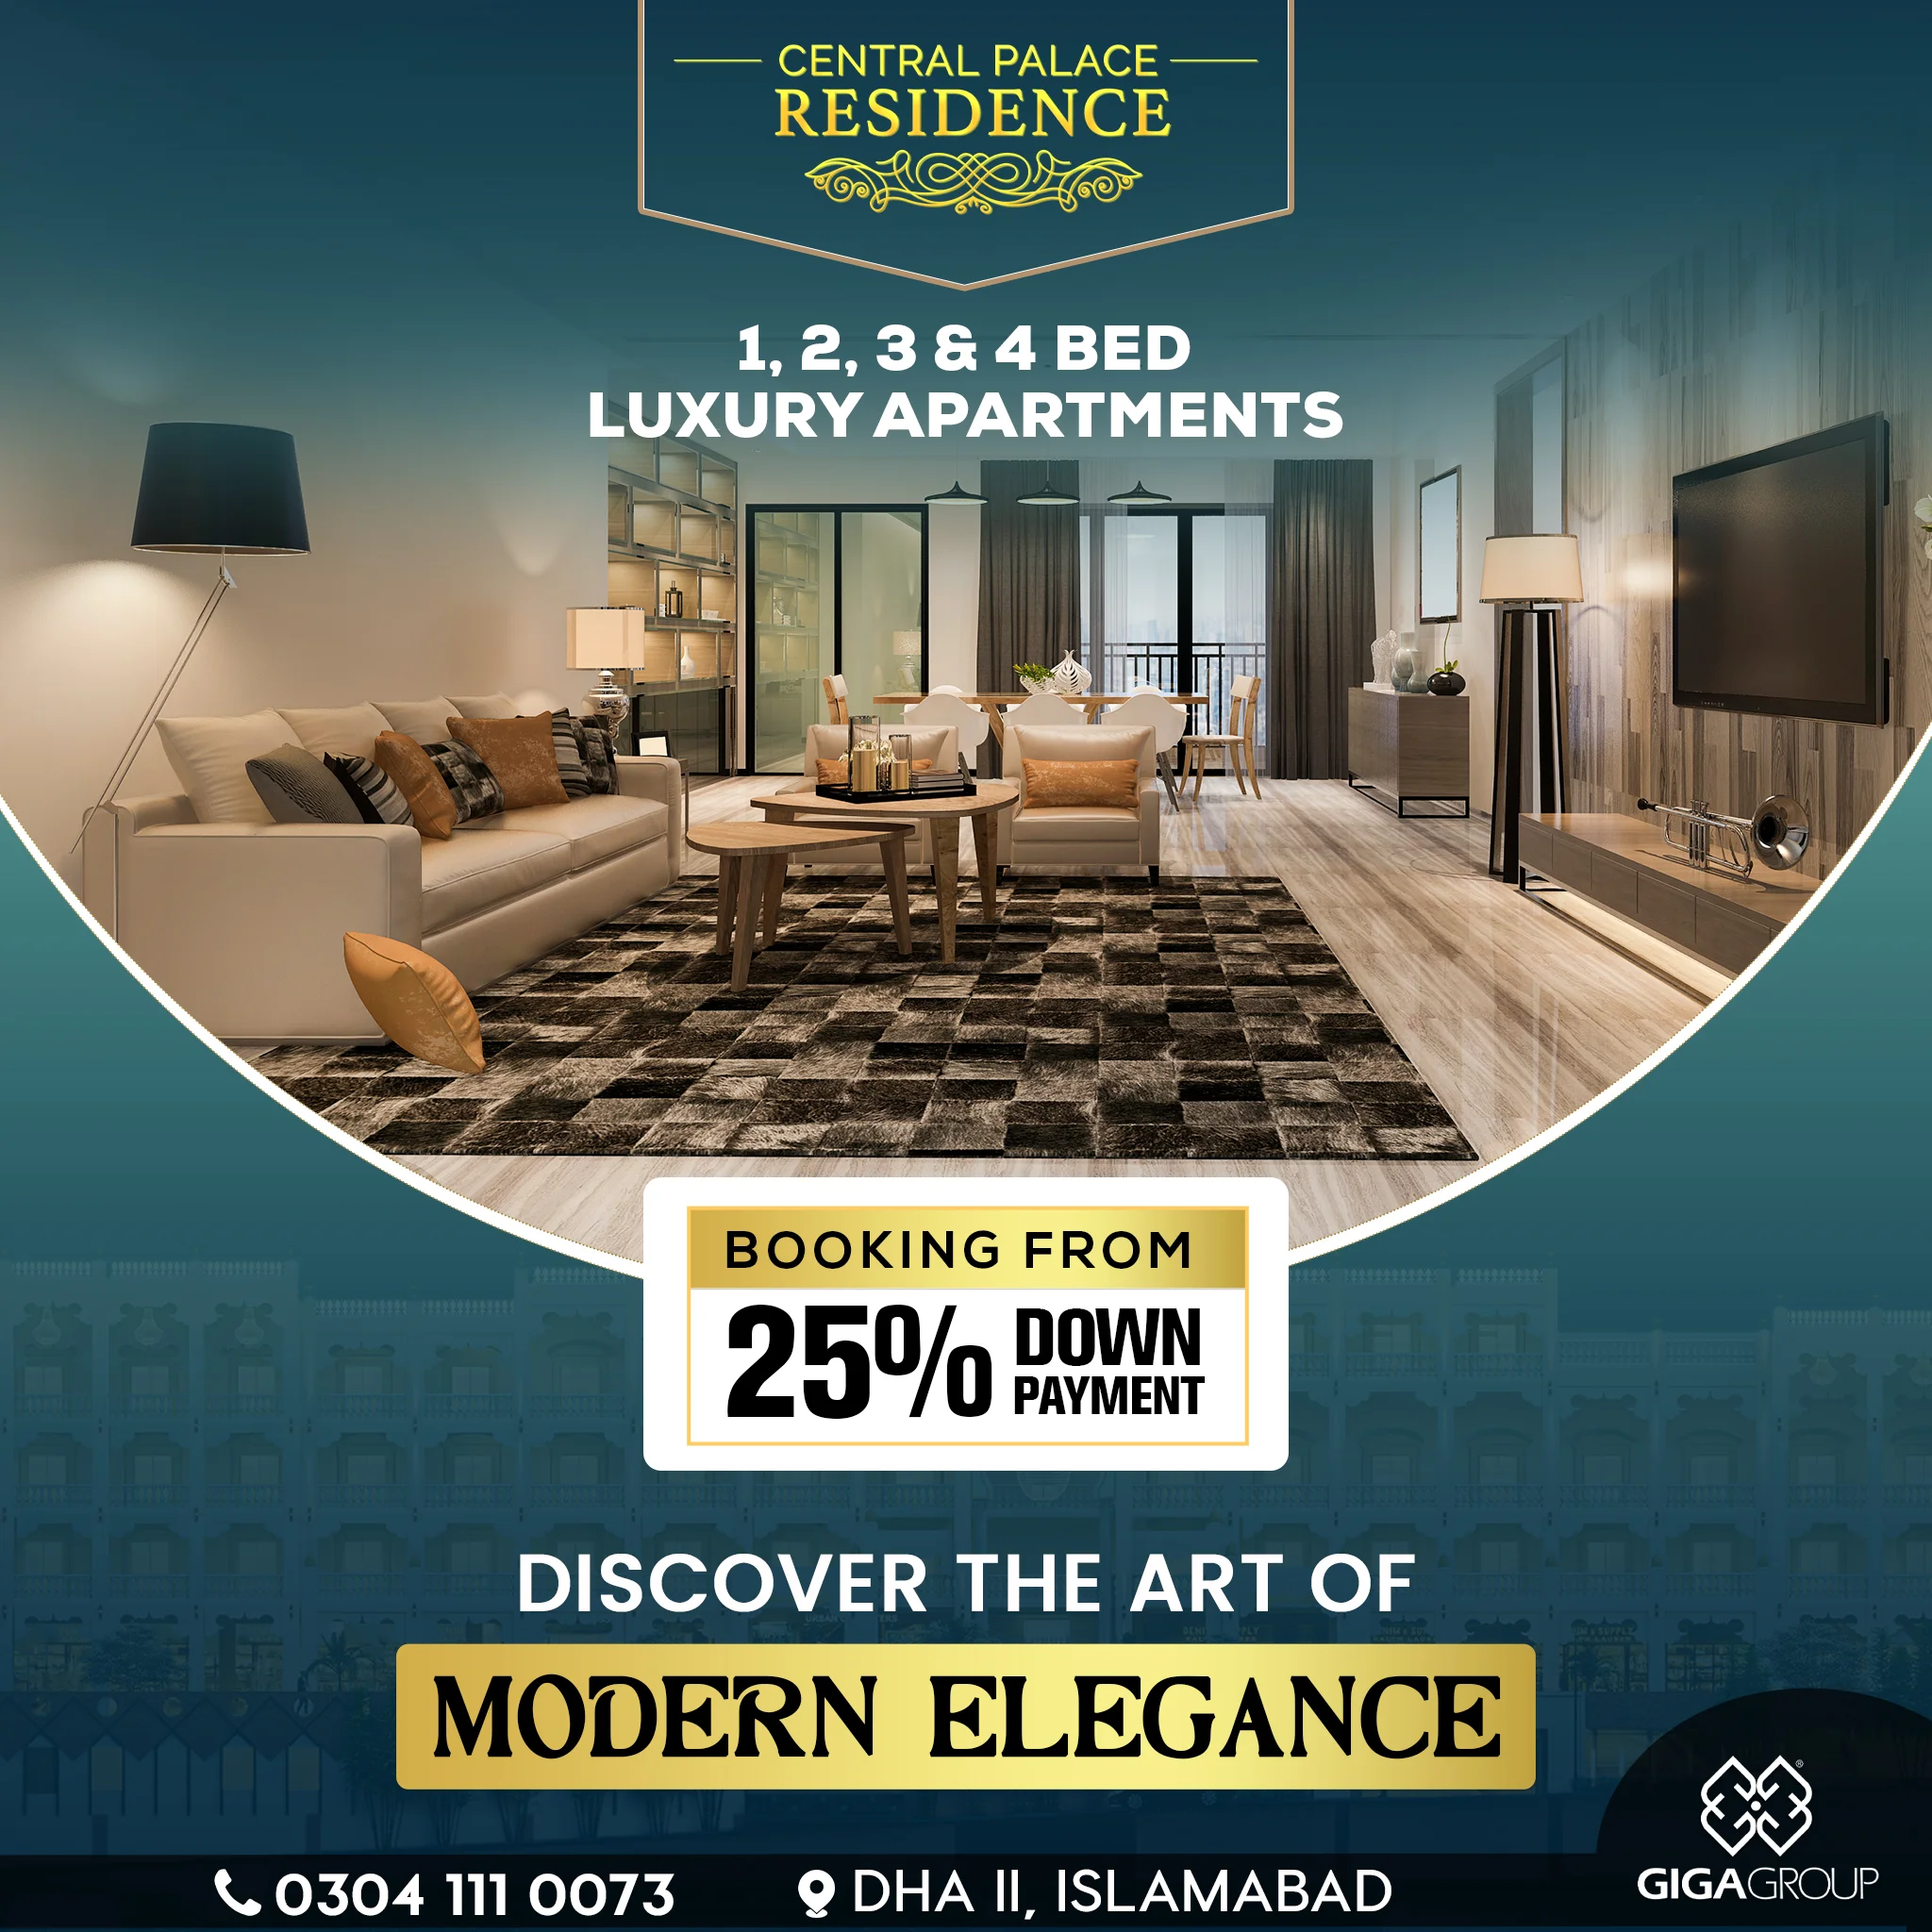 CENTRAL PALACE
RESIDENCE
1, 2, 3 & 4 BED
LUXURY APARTMENTS
BOOKING FROM
25% DOWN
PAYMENT
DISCOVER THE ART OF
MODERN ELEGANCE
0304 111 0073
DHA II, ISLAMABAD
®
GIGAGROUP